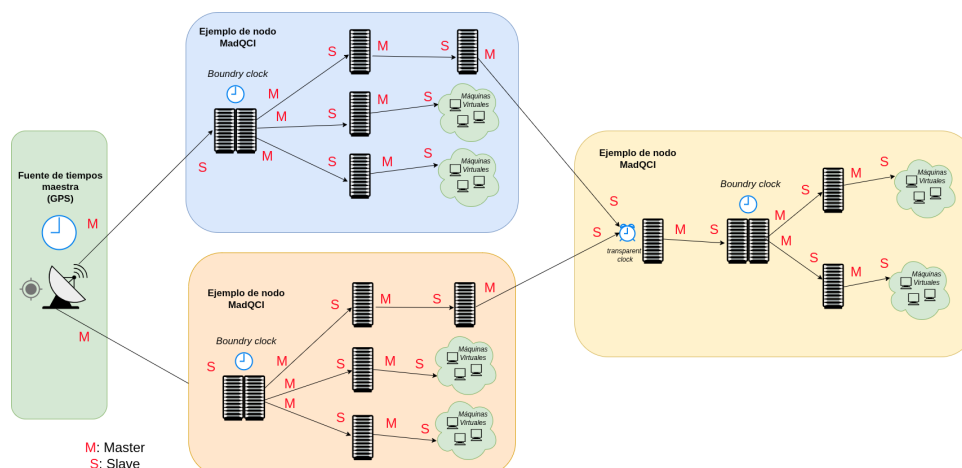 Fuente de tiempos
maestra
(GPS)
M
M
M: Master
S: Slave
Ejemplo de nodo
MadQCI
Boundry clock
S
M
M
M
S
M
S
M
S
M
S
Máquinas
Virtuales
S
M
S
Máquinas
Virtuales
Ejemplo de nodo
MadQCI
Boundry clock
S
M
M
M
S
M
S
M
S
M
S
Máquinas
Virtuales
S
M
S
Máquinas
Virtuales
Ejemplo de nodo
MadQCI
S
S
transparent
clock
M
S
Boundry clock
M
M
S
M
S
Máquinas
Virtuales
S
M
S
Máquinas
Virtuales